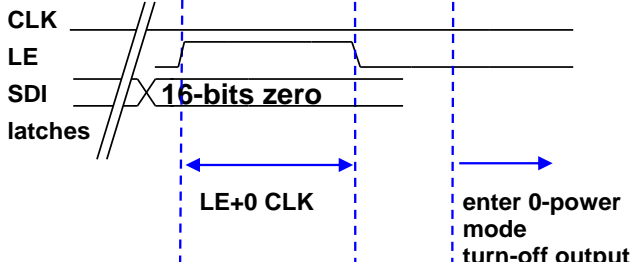 CLK
LE
SDI
16-bits zero
latches
LE+0 CLK
enter 0-power
mode
turn-off output